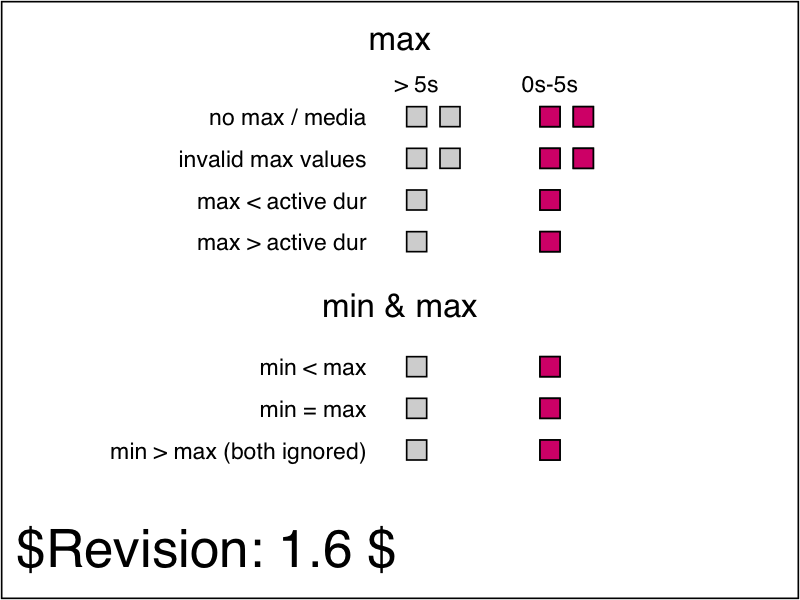 max
> 5s 0s-5s
no max / media
invalid max values
max < active dur
max > active dur
min & max
min < max
min = max
min > max (both ignored)
$Revision: 1.6 $